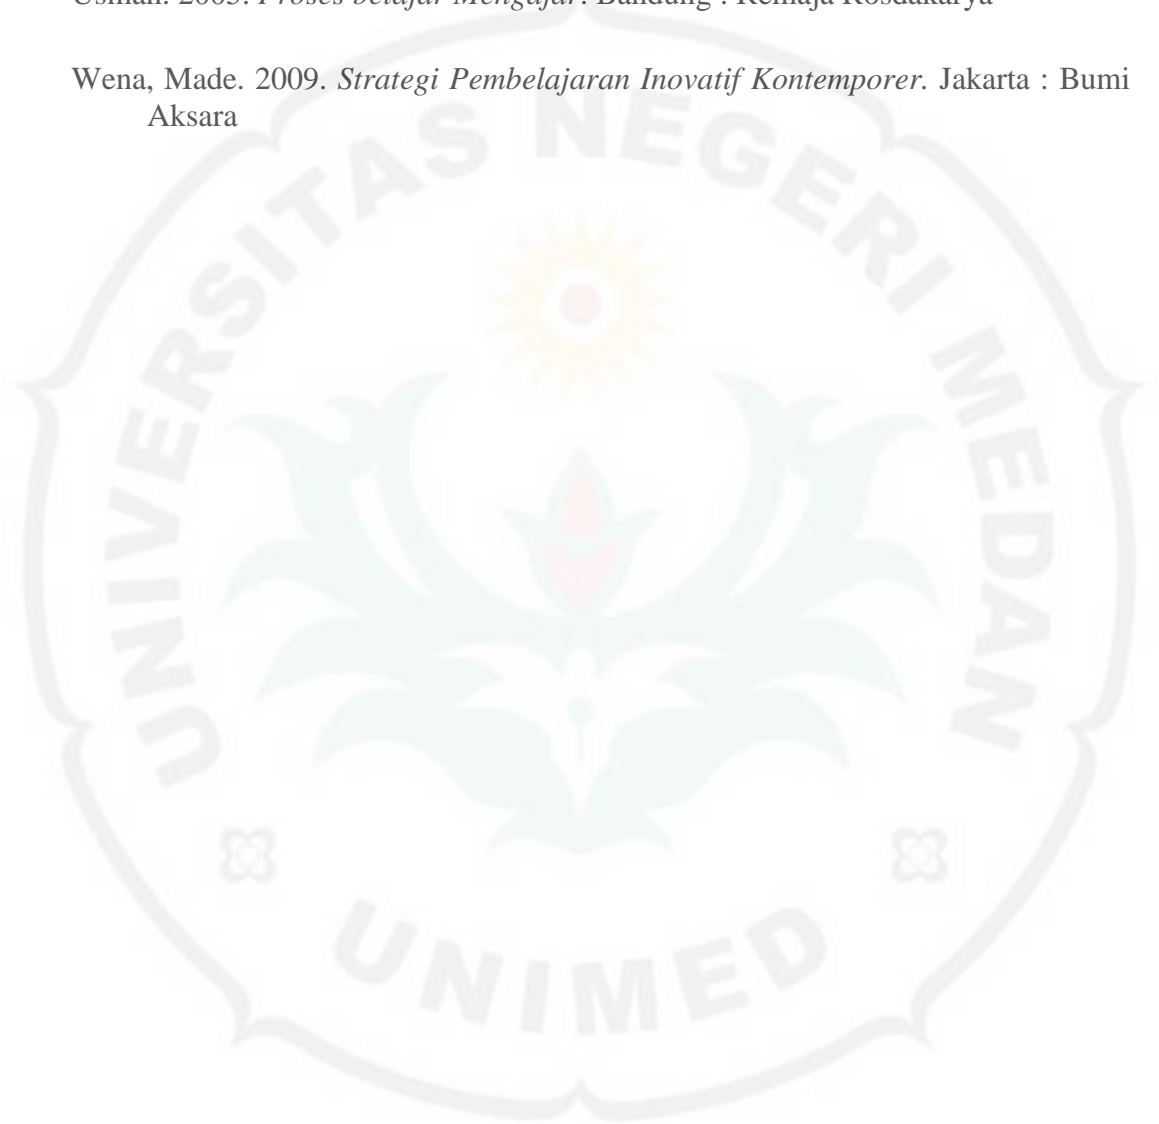 Usman. Proses belajar Mengajar. Bandung : Remaja Rosdakarya
Wena, Made. 2009. Strategi Pembelajaran Inovatif Kontemporer. Jakarta : Bumi
Aksara
UNIVERSITAS NEGERI MEDAN
UNIMED